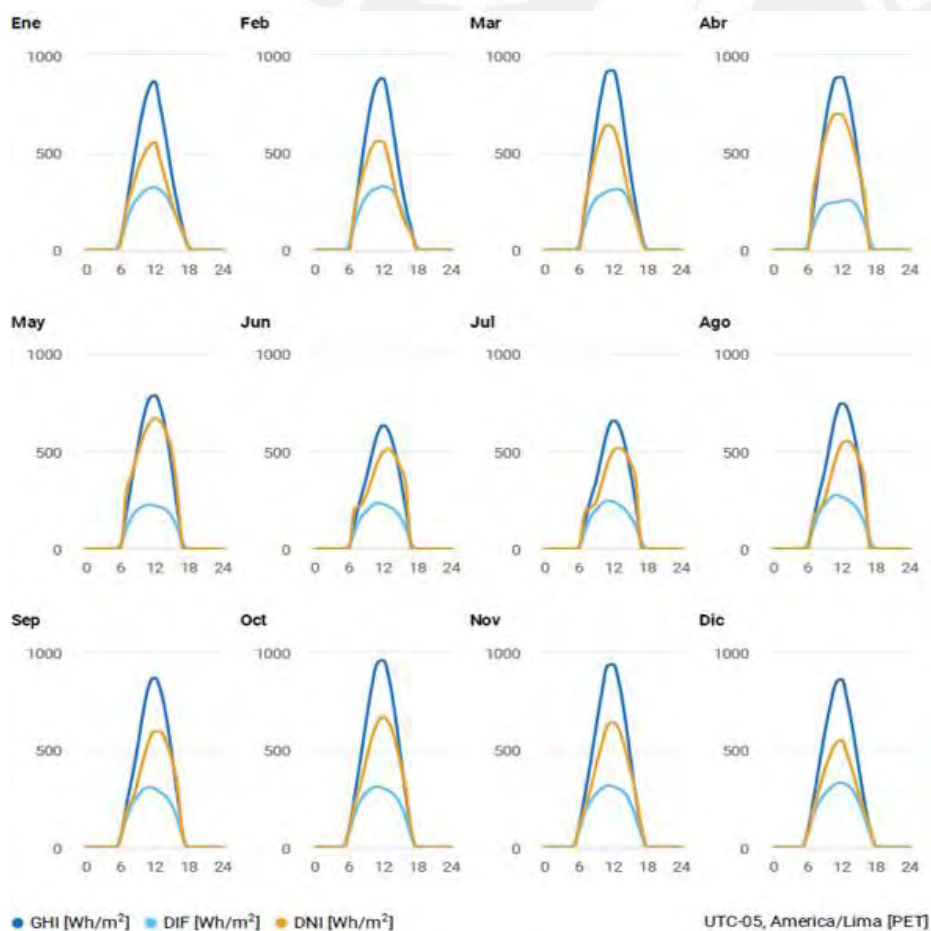 Ene Feb Mar Abr
1000 1000 1000 1000
500 500 500 500
0 0 0 0
0 6 12 18 24 0 6 12 18 24 0 6 12 18 24 0 6 12 18 24
May Jun Jul Ago
1000 1000 1000 1000
500 500 500 500
0 0 0 0
0 6 12 18 24 0 6 12 18 24 0 6 12 18 24 0 6 12 18 24
Sep Oct Nov Dic
1000 1000 1000 1000
500 500 500 500
0 0 0 0
0 6 12 18 24 0 6 12 18 24 0 6 12 18 24 0 6 12 18 24
GHI [Wh/m²] DIF [Wh/m²] DNI [Wh/m²] UTC-05, America/Lima [PET]